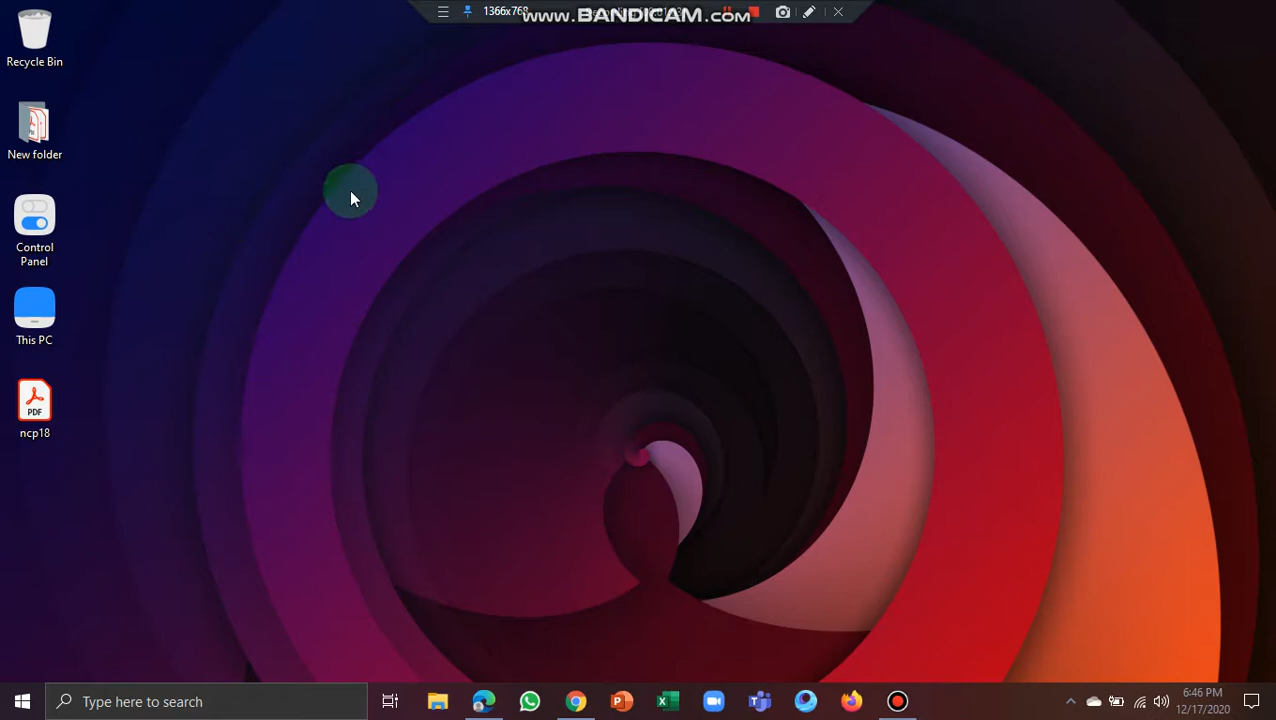 1366x768
www.BANDICAM.com
Recycle Bin
New folder
Control
Panel
This PC
PDF
ncp18
Type here to search
6:46 PM
12/17/2020